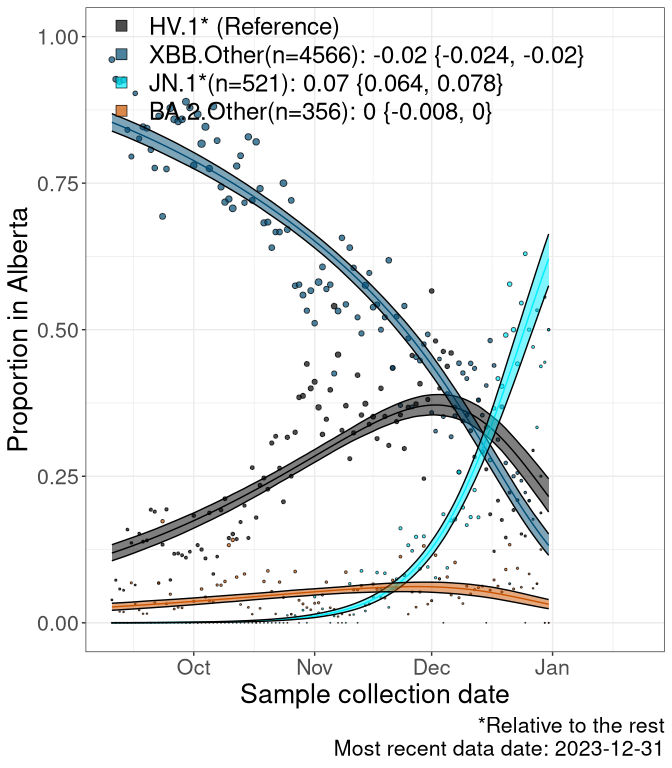 HV.1* (Reference)
XBB.Other(n=4566): -0.02 {-0.024, -0.02}
JN.1*(n=521): 0.07 {0.064, 0.078}
BA.2.Other(n=356): 0 {-0.008, 0}
1.00
0.75
0.50
0.25
0.00
Proportion in Alberta
Oct Nov Dec Jan
Sample collection date
*Relative to the rest
Most recent data date: 2023-12-31